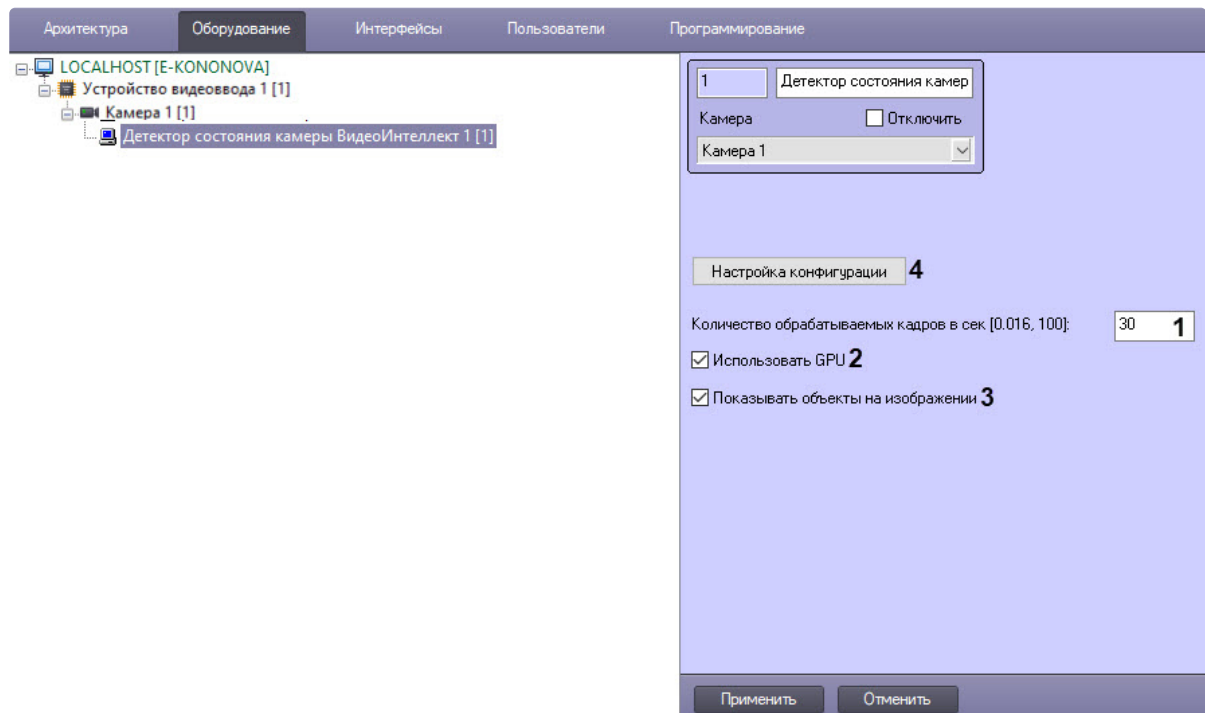 Архитектура Оборудование Интерфейсы Пользователи Программирование
LOCALHOST [E-KONONOVA]
Устройство видеоввода 1 [1]
Камера 1 [1]
Детектор состояния камеры ВидеоИнтеллект 1 [1]
1 Детектор состояния камер
Камера Отключить
Камера 1
Настройка конфигурации 4
Количество обрабатываемых кадров в сек [0.016, 100]: 30 1
Использовать GPU 2
Показывать объекты на изображении 3
Применить Отменить